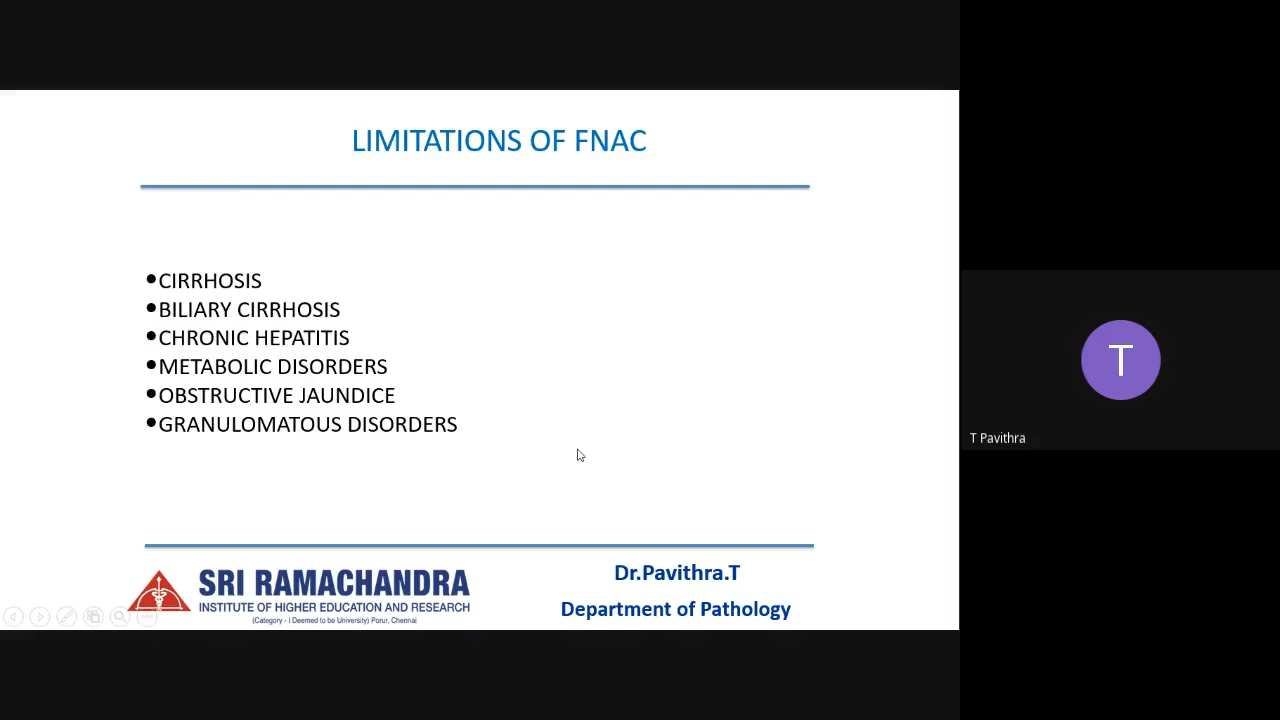 LIMITATIONS OF FNAC
•CIRRHOSIS
•BILIARY CIRRHOSIS
•CHRONIC HEPATITIS
•METABOLIC DISORDERS
•OBSTRUCTIVE JAUNDICE
•GRANULOMATOUS DISORDERS
SRI RAMACHANDRA
INSTITUTE OF HIGHER EDUCATION AND RESEARCH
(Category - I Deemed to be University) Porur, Chennai
Dr.Pavithra.T
Department of Pathology
T
T Pavithra